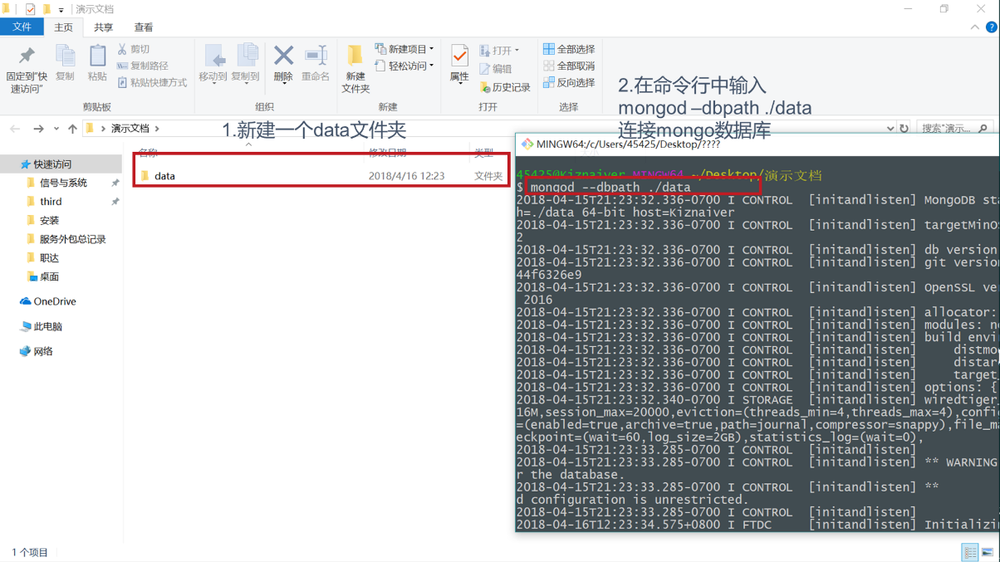 演示文档
文件 主页 共享 查看
固定到"快速访问"
复制
粘贴
剪切
复制路径
粘贴快捷方式
移动到 复制到
删除 重命名
新建文件夹
新建项目
轻松访问
属性
打开
编辑
历史记录
全部选择
全部取消
反向选择
剪贴板 组织 新建 打开 选择
2.在命令行中输入
mongod –dbpath ./data
连接mongo数据库
演示文档
搜索"演示...
1.新建一个data文件夹
名称 修改日期 类型
data 2018/4/16 12:23 文件夹
快速访问
信号与系统
third
安装
服务外包总记录
职达
桌面
OneDrive
此电脑
网络
1 个项目
MINGW64:/c/Users/45425/Desktop/????
45425@Kiznaiver MINGW64 ~/Desktop/演示文档
$ mongod --dbpath ./data
2018-04-15T21:23:32.336-0700 I CONTROL [initandlisten] MongoDB sta
h=./data 64-bit host=Kiznaiver
2018-04-15T21:23:32.336-0700 I CONTROL [initandlisten] targetMinOS
2
2018-04-15T21:23:32.336-0700 I CONTROL [initandlisten] db version
2018-04-15T21:23:32.336-0700 I CONTROL [initandlisten] git version
44f6326e9
2018-04-15T21:23:32.336-0700 I CONTROL [initandlisten] OpenSSL ve
2016
2018-04-15T21:23:32.336-0700 I CONTROL [initandlisten] allocator:
2018-04-15T21:23:32.336-0700 I CONTROL [initandlisten] modules: no
2018-04-15T21:23:32.336-0700 I CONTROL [initandlisten] build envi
2018-04-15T21:23:32.336-0700 I CONTROL [initandlisten] distmo
2018-04-15T21:23:32.336-0700 I CONTROL [initandlisten] distar
2018-04-15T21:23:32.336-0700 I CONTROL [initandlisten] target_
2018-04-15T21:23:32.336-0700 I CONTROL [initandlisten] options: {
2018-04-15T21:23:32.340-0700 I STORAGE [initandlisten] wiredtiger_
16M,session_max=20000,eviction=(threads_min=4,threads_max=4),confi
=(enabled=true,archive=true,path=journal,compressor=snappy),file_ma
eckpoint=(wait=60,log_size=2GB),statistics_log=(wait=0),
2018-04-15T21:23:33.285-0700 I CONTROL [initandlisten]
2018-04-15T21:23:33.285-0700 I CONTROL [initandlisten] ** WARNING
r the database.
2018-04-15T21:23:33.285-0700 I CONTROL [initandlisten] **
d configuration is unrestricted.
2018-04-15T21:23:33.285-0700 I CONTROL [initandlisten]
2018-04-16T12:23:34.575+0800 I FTDC [initandlisten] Initializin